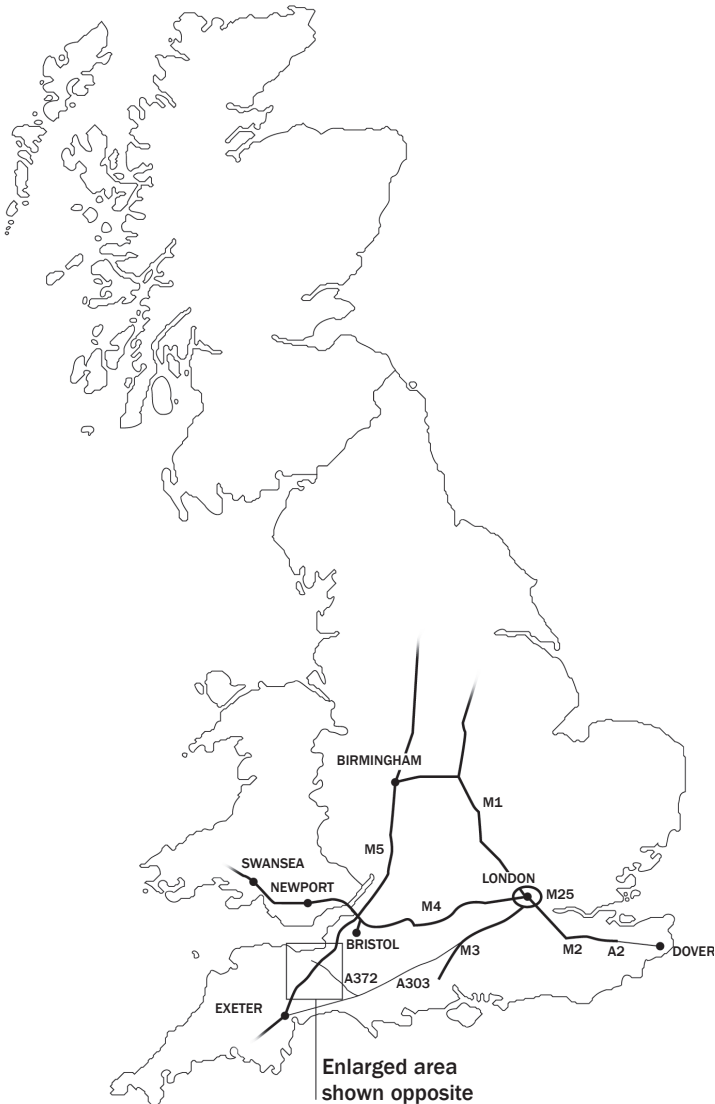 BIRMINGHAM
M1
M5
SWANSEA
NEWPORT
LONDON
M25
M4
BRISTOL
M3
M2
A2
DOVER
A372
A303
EXETER
Enlarged area
shown opposite